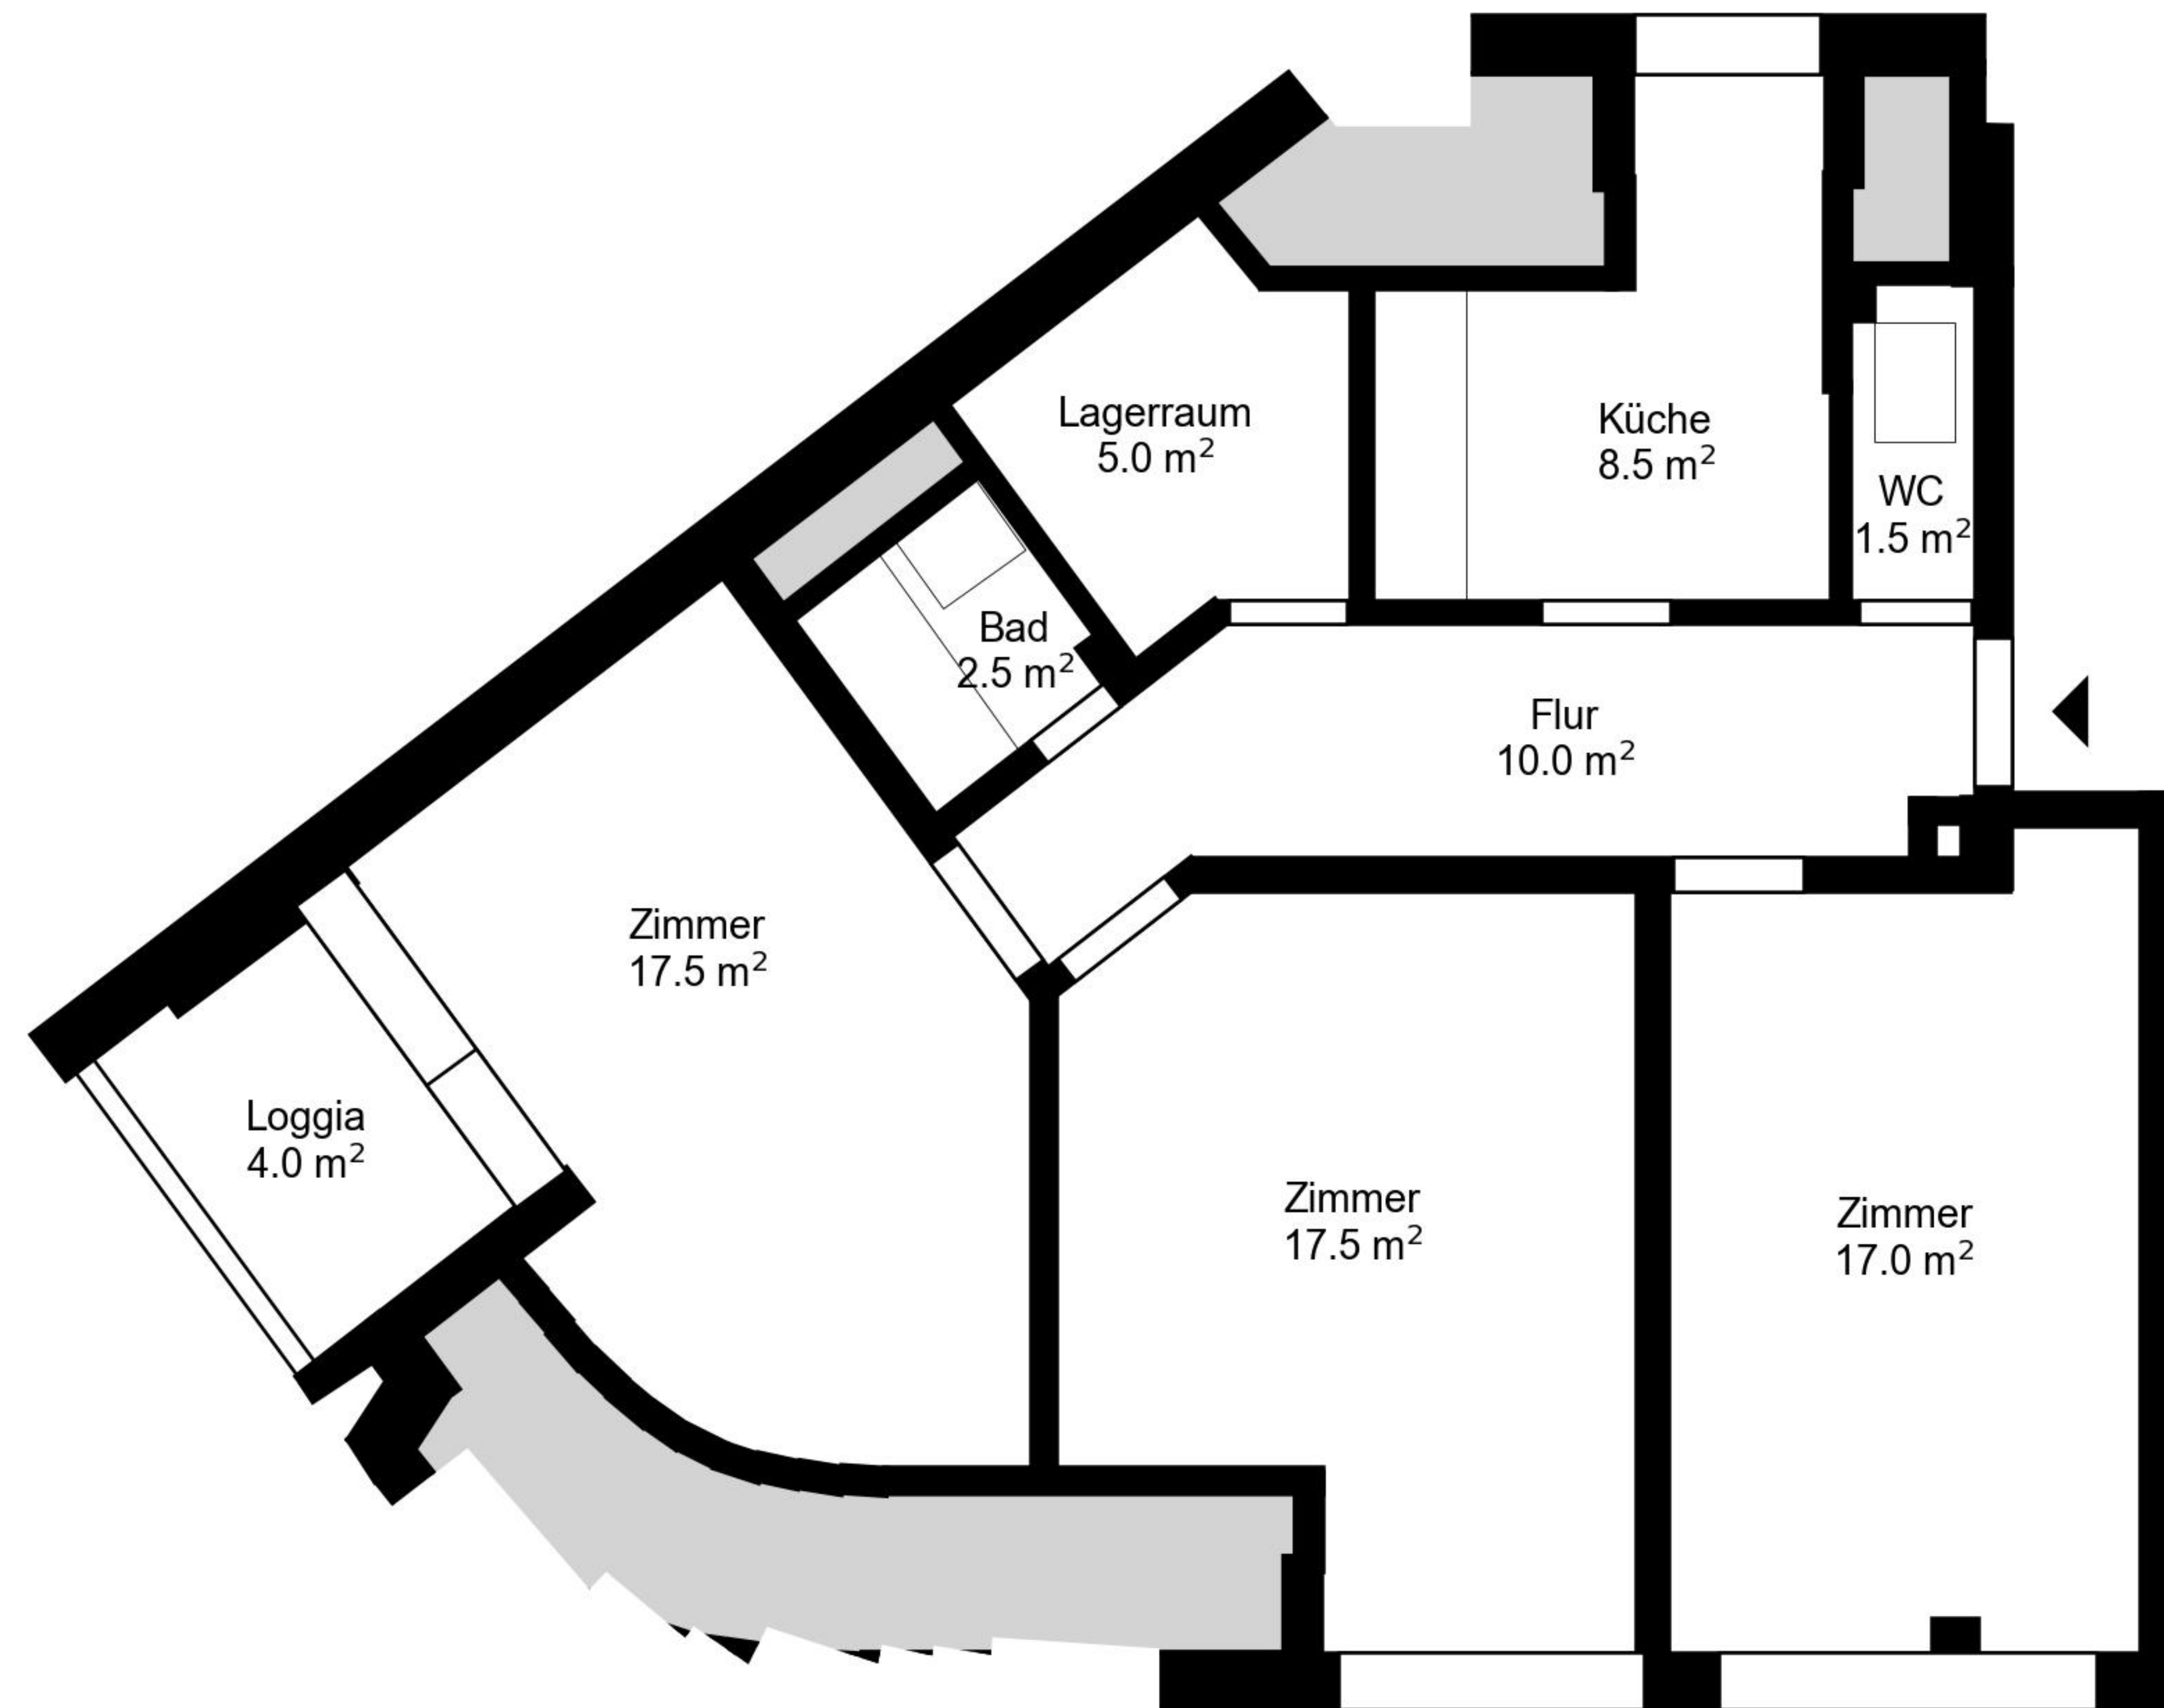 Lagerraum
5.0 m²
Küche
8.5 m²
WC
1.5 m²
Bad
2.5 m²
Flur
10.0 m²
Zimmer
17.5 m²
Loggia
4.0 m²
Zimmer
17.5 m²
Zimmer
17.0 m²